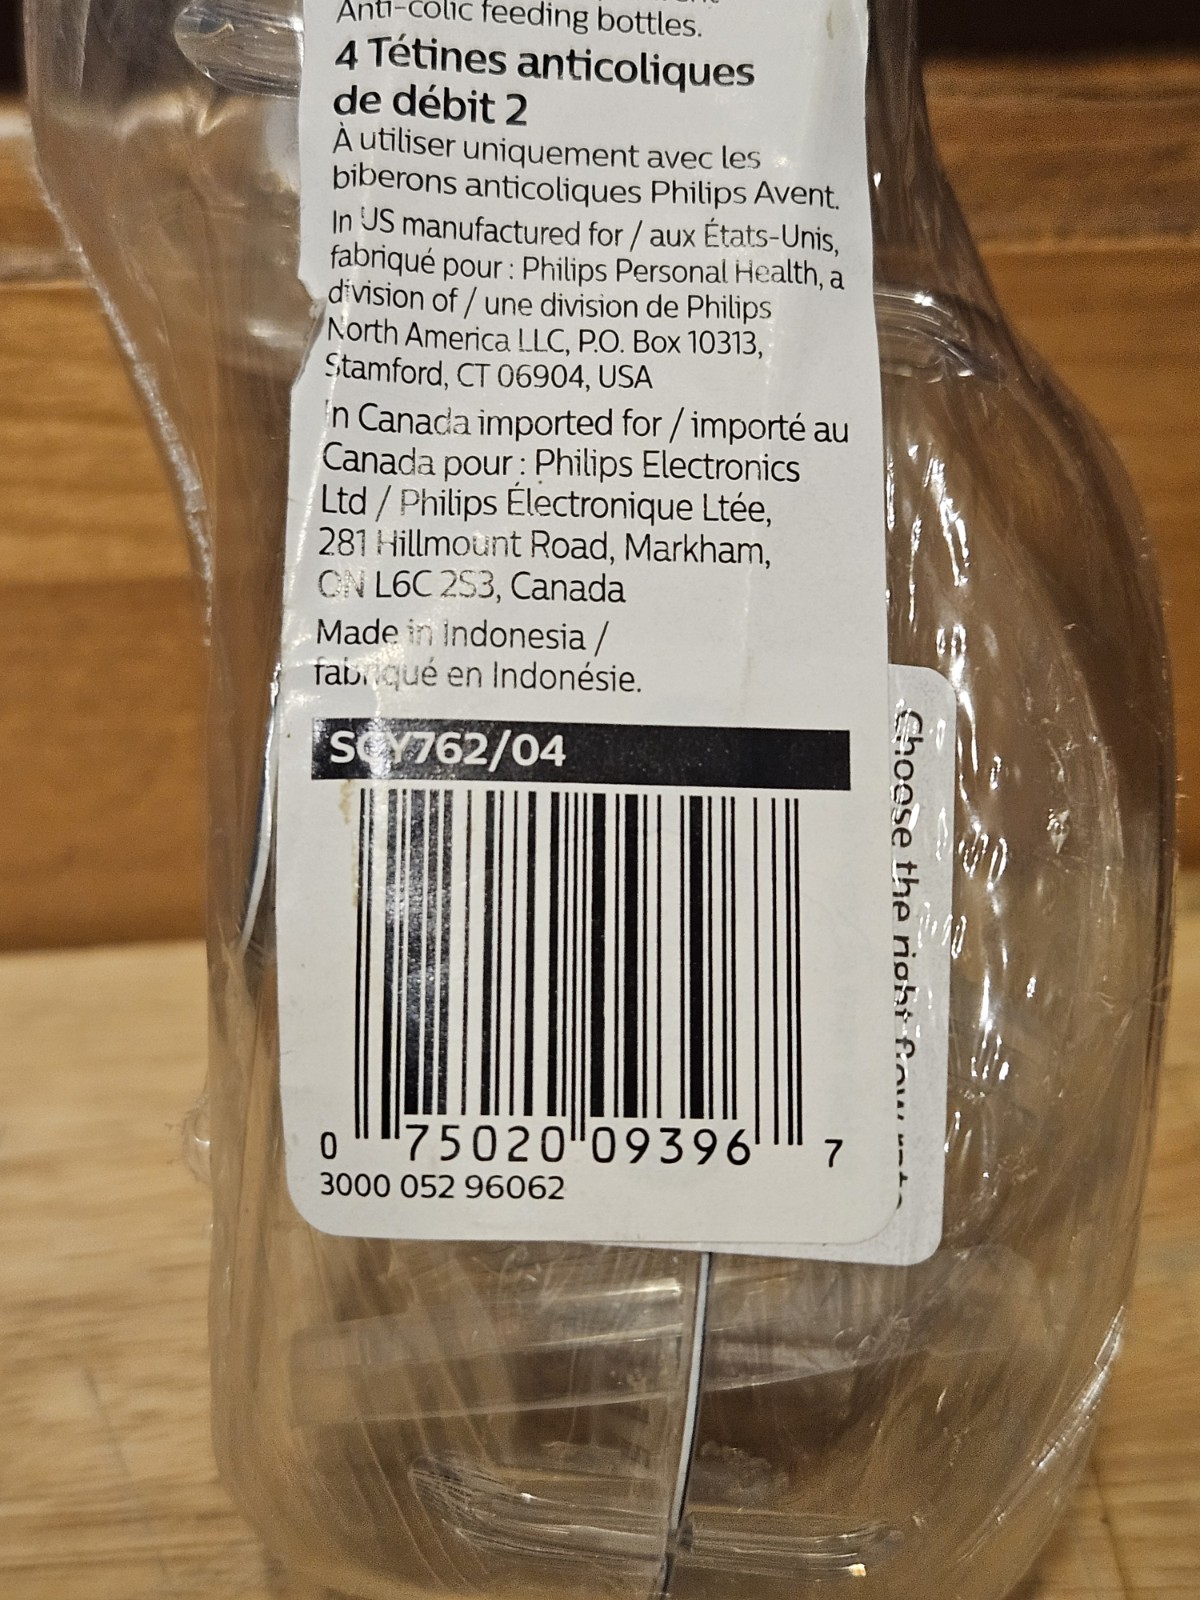 Anti-colic feeding bottles.
4 Tétines anticoliques
de débit 2
À utiliser uniquement avec les
biberons anticoliques Philips Avent.
In US manufactured for / aux États-Unis,
fabriqué pour : Philips Personal Health, a
division of / une division de Philips
North America LLC, P.O. Box 10313,
Stamford, CT 06904, USA
In Canada imported for / importé au
Canada pour : Philips Electronics
Ltd / Philips Électronique Ltée,
281 Hillmount Road, Markham,
ON L6C 2S3, Canada
Made in Indonesia /
fabriqué en Indonésie.
SCY762/04
0 75020 09396 7
3000 052 96062
Choose the right flow rate